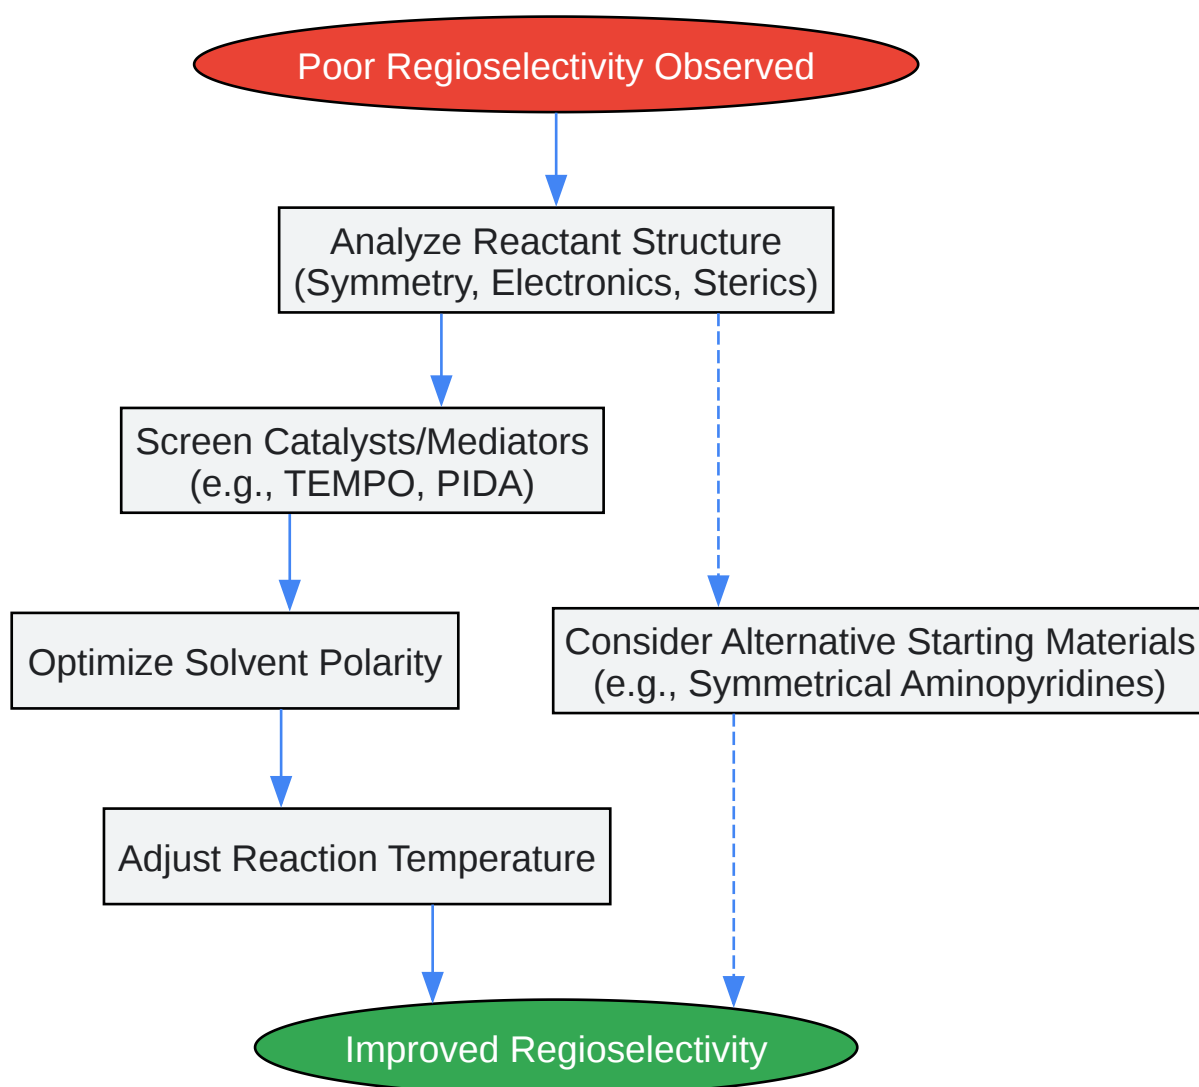 Poor Regioselectivity Observed
Analyze Reactant Structure
(Symmetry, Electronics, Sterics)
Screen Catalysts/Mediators
(e.g., TEMPO, PIDA)
Optimize Solvent Polarity
Consider Alternative Starting Materials
(e.g., Symmetrical Aminopyridines)
Adjust Reaction Temperature
Improved Regioselectivity